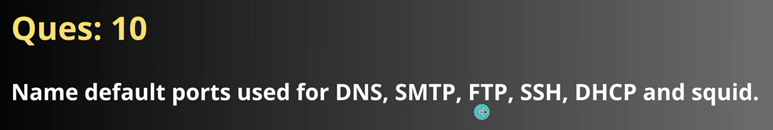 Ques: 10
Name default ports used for DNS, SMTP, FTP, SSH, DHCP and squid.